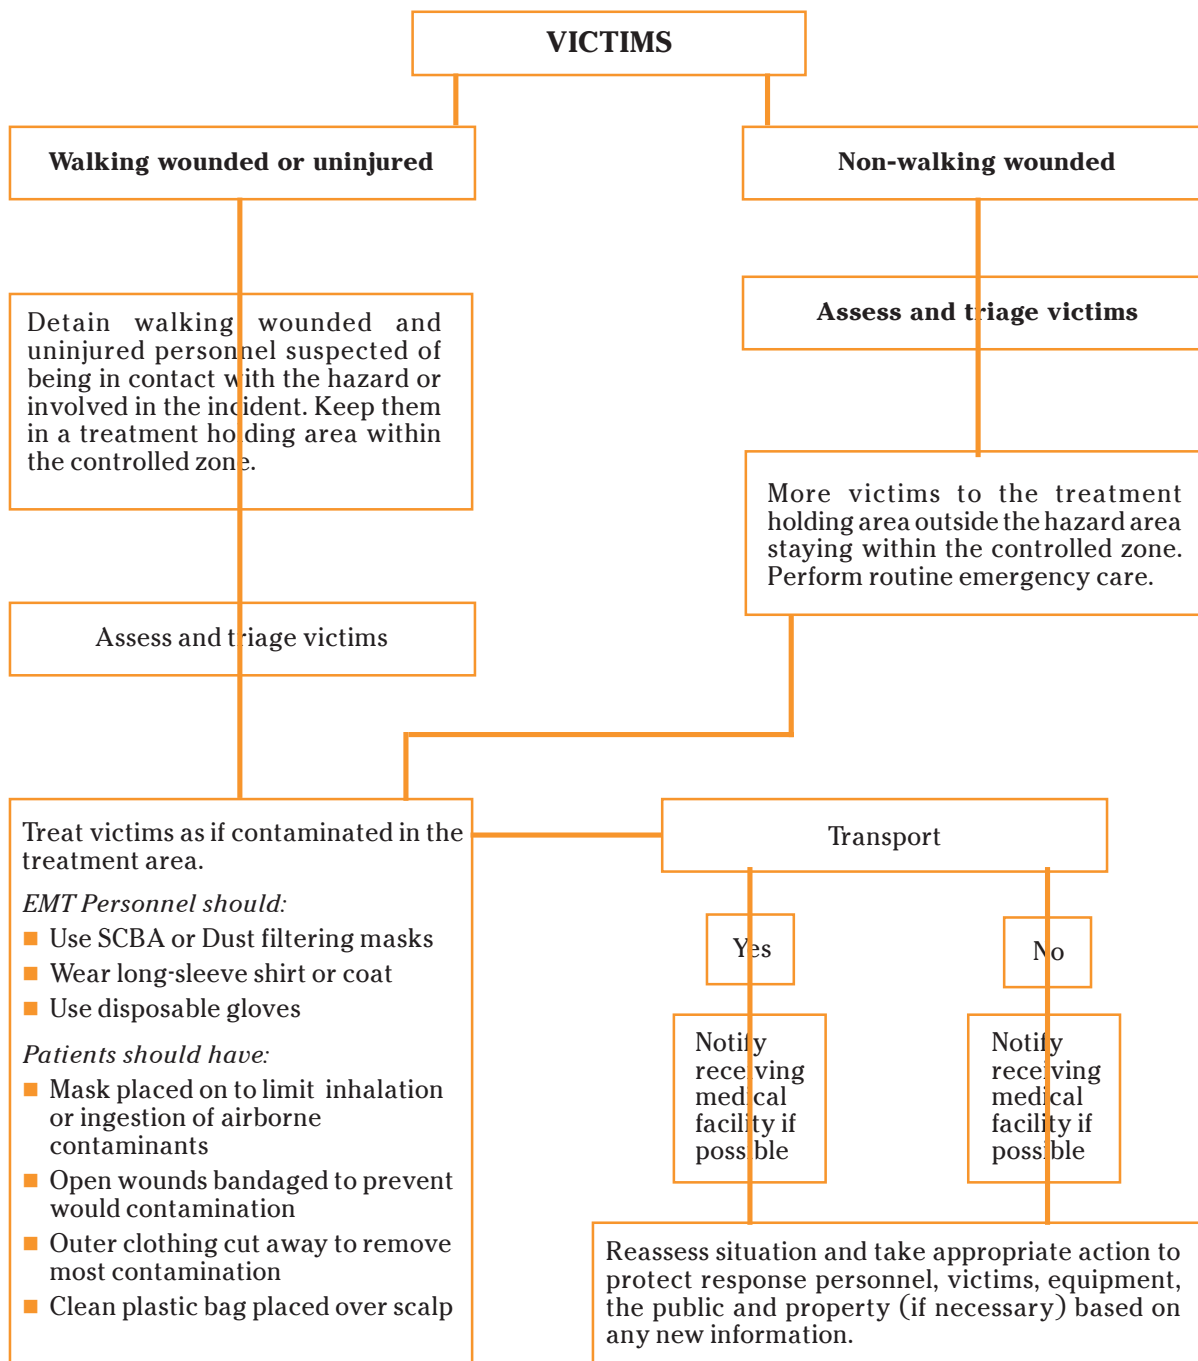 VICTIMS
Walking wounded or uninjured
Non-walking wounded
Detain walking wounded and
uninjured personnel suspected of
being in contact with the hazard or
involved in the incident. Keep them
in a treatment holding area within
the controlled zone.
Assess and triage victims
More victims to the treatment
holding area outside the hazard area
staying within the controlled zone.
Perform routine emergency care.
Assess and triage victims
Treat victims as if contaminated in the
treatment area.
EMT Personnel should:
■ Use SCBA or Dust filtering masks
■ Wear long-sleeve shirt or coat
■ Use disposable gloves
Patients should have:
■ Mask placed on to limit inhalation
or ingestion of airborne
contaminants
■ Open wounds bandaged to prevent
would contamination
■ Outer clothing cut away to remove
most contamination
■ Clean plastic bag placed over scalp
Transport
Yes
No
Notify
receiving
medical
facility if
possible
Notify
receiving
medical
facility if
possible
Reassess situation and take appropriate action to
protect response personnel, victims, equipment,
the public and property (if necessary) based on
any new information.